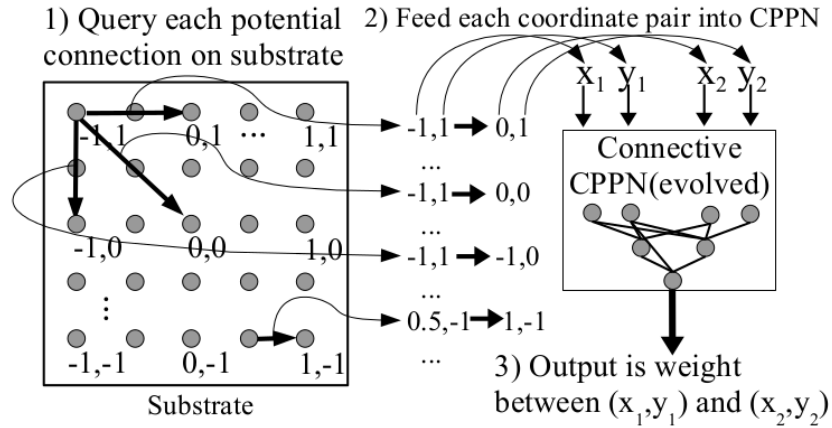 1) Query each potential
connection on substrate
-1,1 0,1 ... 1,1
-1,0 0,0 1,0
⋮
-1,-1 0,-1 1,-1
Substrate
2) Feed each coordinate pair into CPPN
x1 y1 x2 y2
-1,1 → 0,1
...
-1,1 → 0,0
...
-1,1 → -1,0
...
0.5,-1 → 1,-1
...
Connective
CPPN(evolved)
3) Output is weight
between (x1,y1) and (x2,y2)